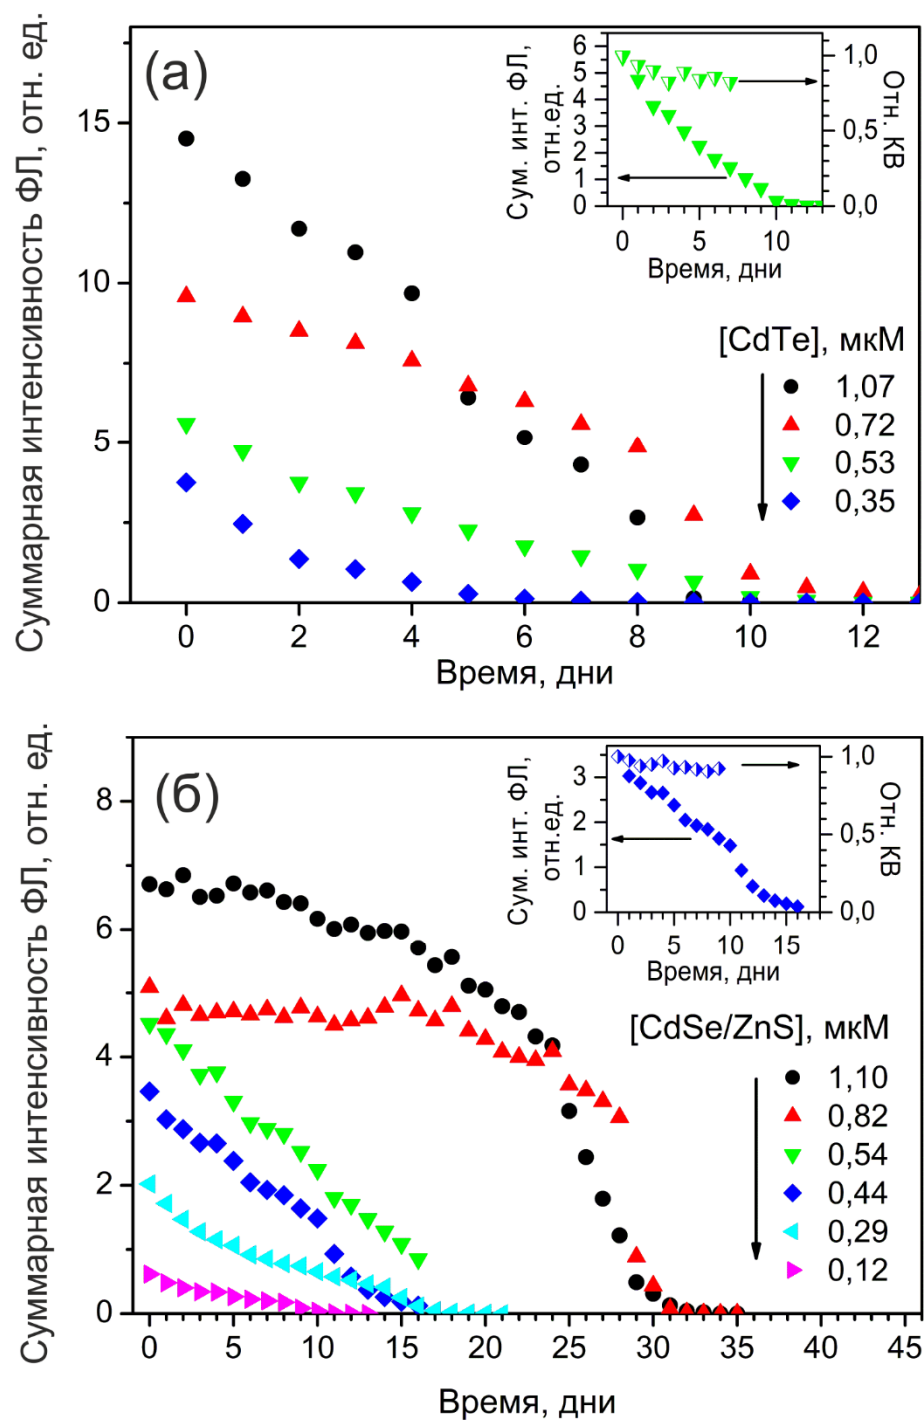 (а)
Суммарная интенсивность ФЛ, отн. ед.
15
10
5
0
0 2 4 6 8 10 12
Время, дни
Сум. инт. ФЛ,
отн.ед.
6
5
4
3
2
1
0
1,0
0,5
0,0
Отн. КВ
0 5 10
Время, дни
[CdTe], мкМ
1,07
0,72
0,53
0,35
(б)
Суммарная интенсивность ФЛ, отн. ед.
8
6
4
2
0
0 5 10 15 20 25 30 35 40 45
Время, дни
Сум. инт. ФЛ,
отн.ед.
3
2
1
0
1,0
0,5
0,0
Отн. КВ
0 5 10 15
Время, дни
[CdSe/ZnS], мкМ
1,10
0,82
0,54
0,44
0,29
0,12